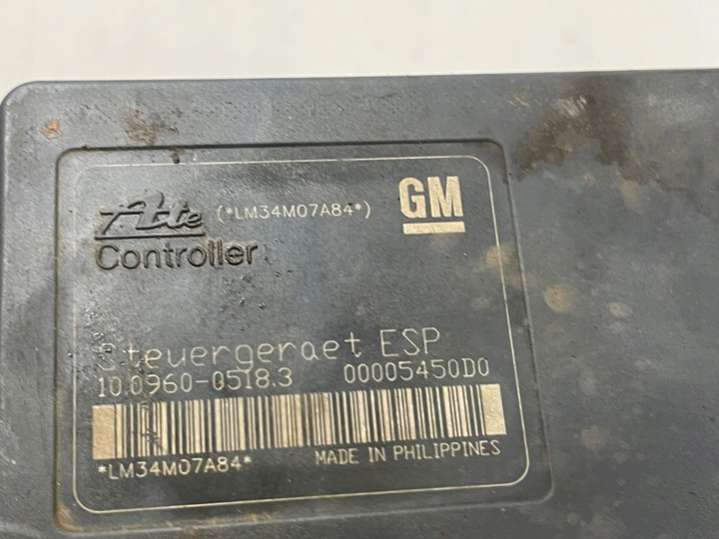 Ate (*LM34M07A84*) GM
Controller
Steuergeraet ESP
10.0960-0518.3 00005450D0
*LM34M07A84* MADE IN PHILIPPINES